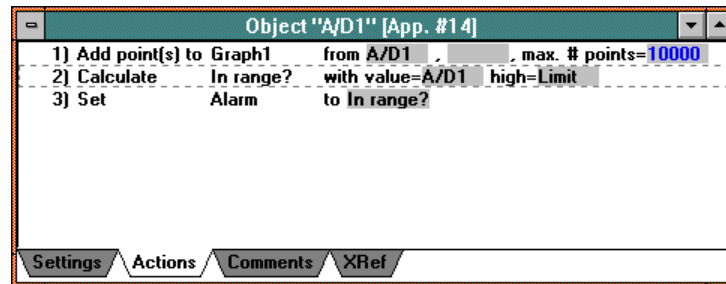 Object "A/D1" [App. #14]
1) Add point(s) to Graph1 from A/D1 , , max. # points=10000
2) Calculate In range? with value=A/D1 high=Limit
3) Set Alarm to In range?
Settings Actions Comments XRef